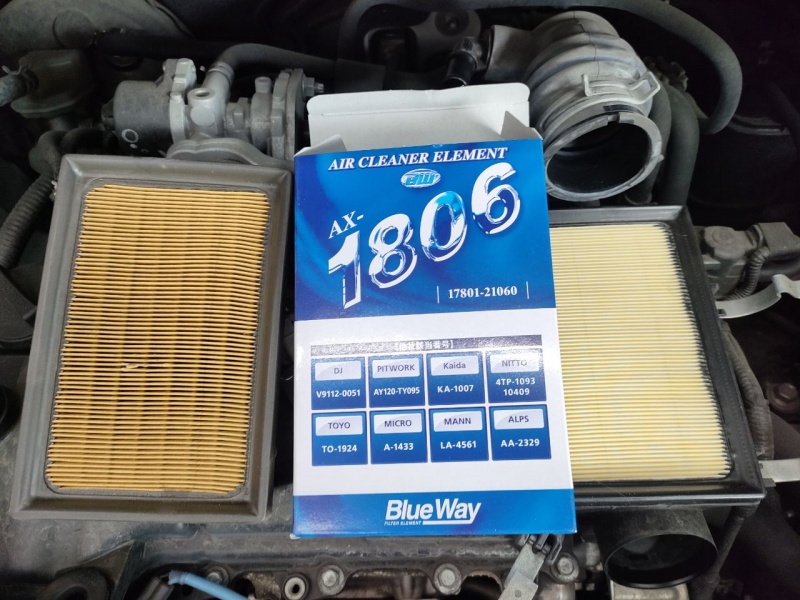 AIR CLEANER ELEMENT
air
AX-
1806
17801-21060
DJ
V9112-0051
PITWORK
AY120-TY095
Kaida
KA-1007
NITTO
4TP-1093
10409
TOYO
TO-1924
MICRO
A-1433
MANN
LA-4561
ALPS
AA-2329
Blue Way
FILTER ELEMENT